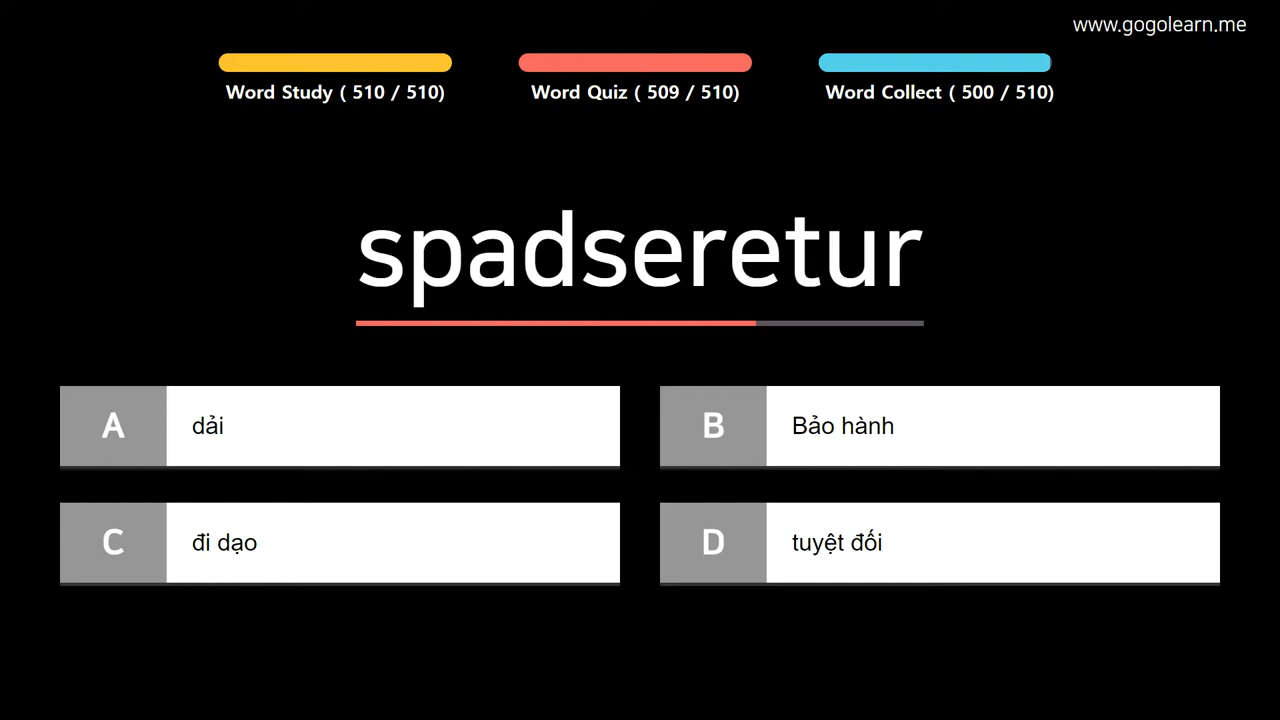 www.gogolearn.me
Word Study ( 510 / 510)
Word Quiz ( 509 / 510)
Word Collect ( 500 / 510)
spadseretur
A dải
B Bảo hành
C đi dạo
D tuyệt đối